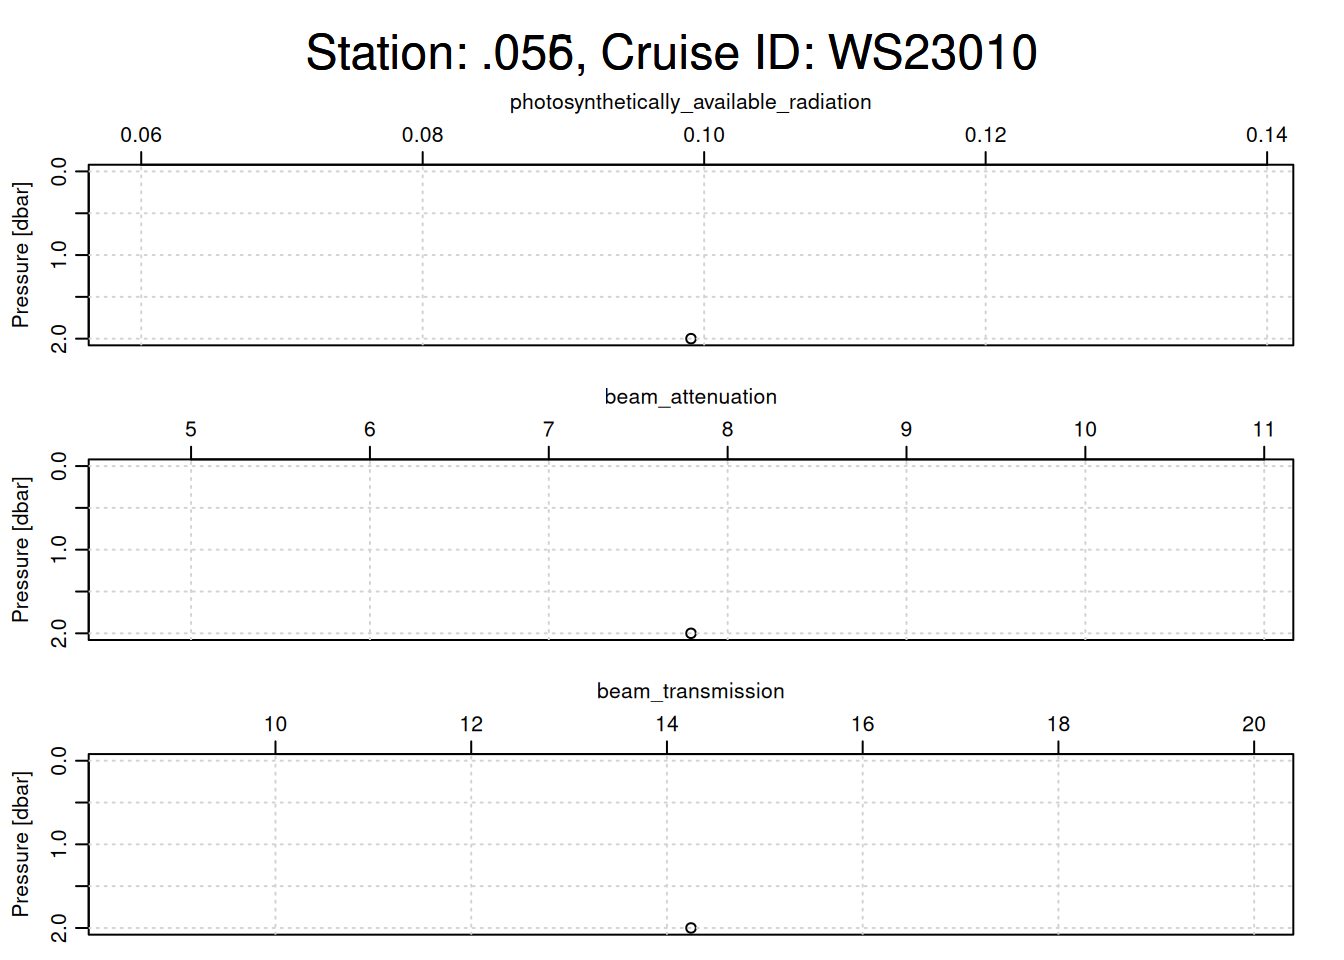 Station: Cruise ID: WS23010
photosynthetically_available_radiation
0.06 0.08 0.10 0.12 0.14
Pressure [dbar]
0.0
1.0
2.0
beam_attenuation
5 6 7 8 9 10 11
Pressure [dbar]
0.0
1.0
2.0
beam_transmission
10 12 14 16 18 20
Pressure [dbar]
0.0
1.0
2.0